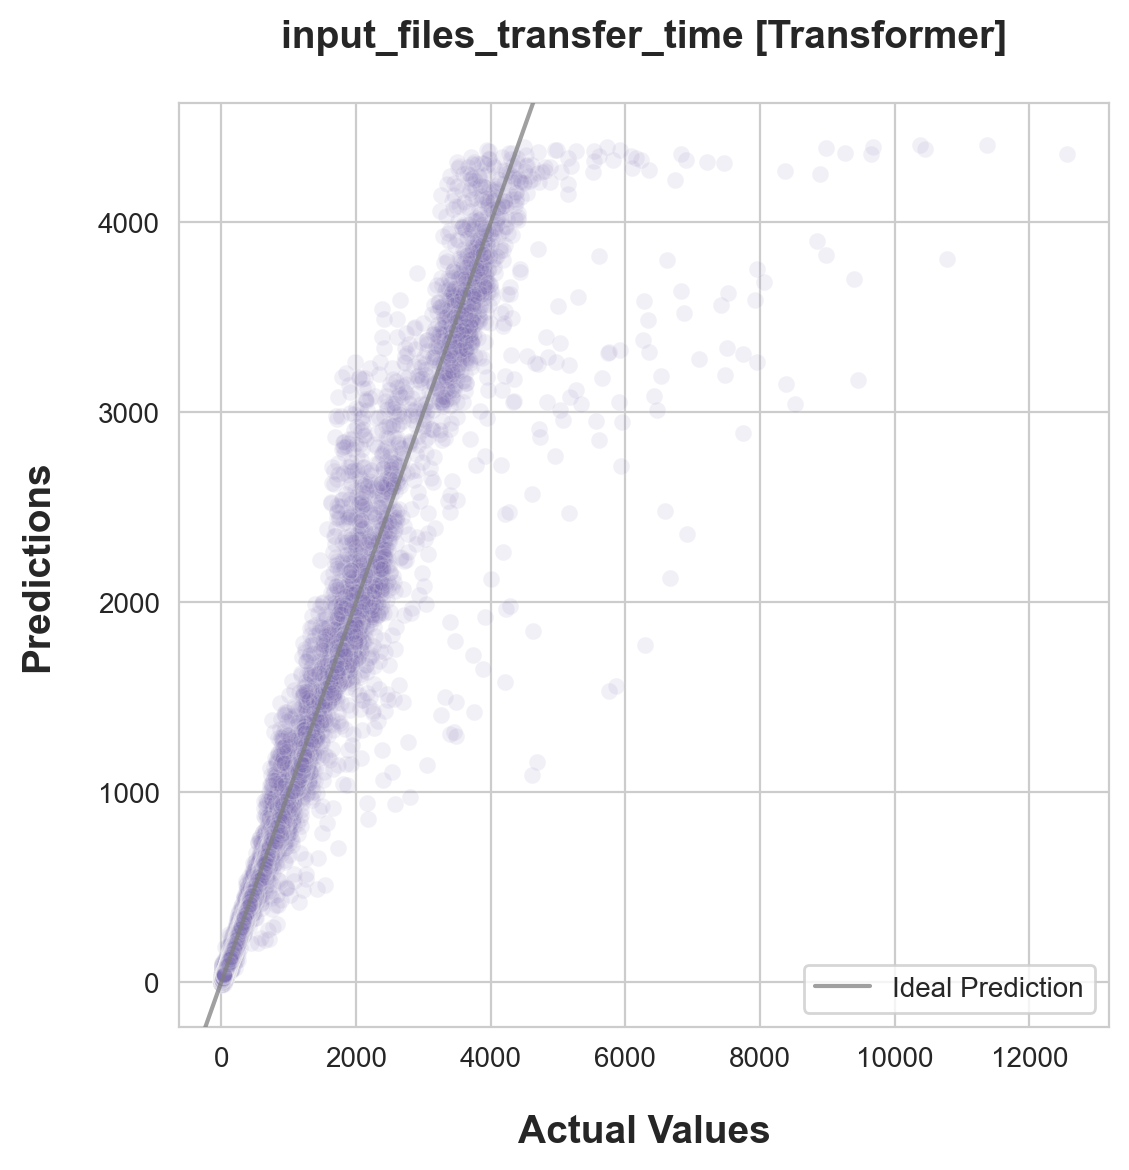 input_files_transfer_time [Transformer]
Predictions
4000
3000
2000
1000
0
Ideal Prediction
0 2000 4000 6000 8000 10000 12000
Actual Values